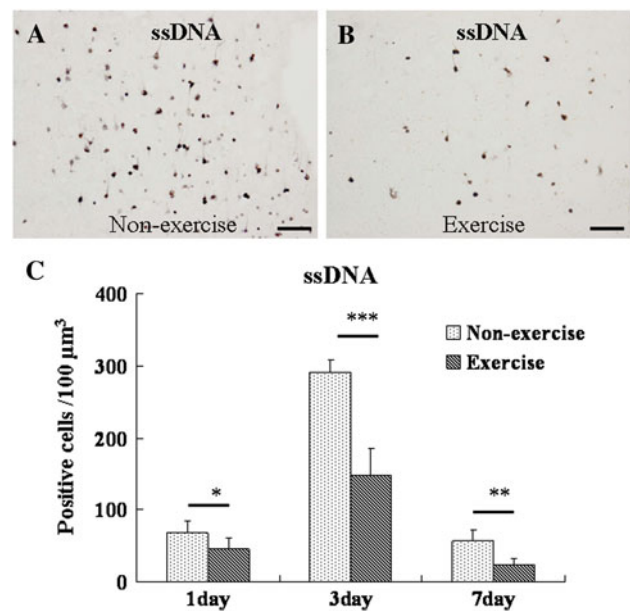 A
ssDNA
Non-exercise
B
ssDNA
Exercise
C
ssDNA
Positive cells /100 μm³
400
300
200
100
0
*
***
**
Non-exercise
Exercise
1day
3day
7day